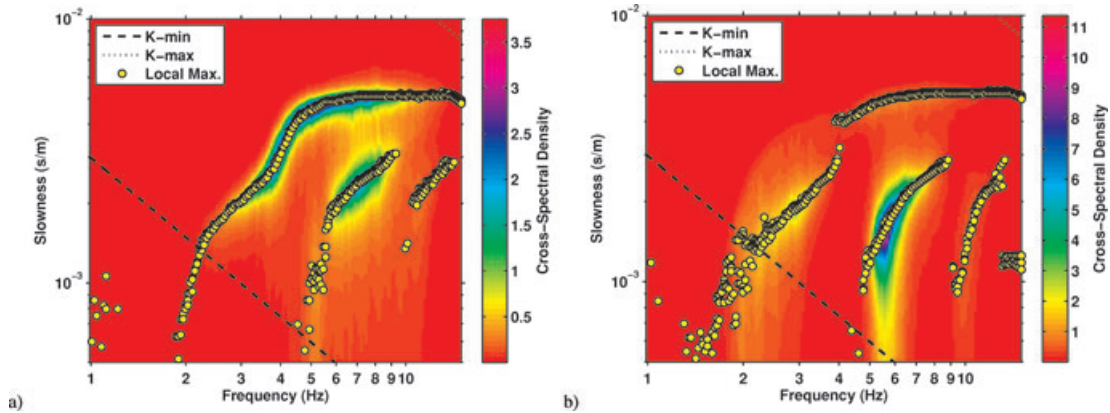 10⁻²
K−min
K−max
Local Max.
Slowness (s/m)
10⁻³
1 2 3 4 5 6 7 8 9 10
Frequency (Hz)
3.5
3
2.5
2
1.5
1
0.5
Cross−Spectral Density
a)
10⁻²
K−min
K−max
Local Max.
Slowness (s/m)
10⁻³
1 2 3 4 5 6 7 8 9 10
Frequency (Hz)
11
10
9
8
7
6
5
4
3
2
1
Cross−Spectral Density
b)